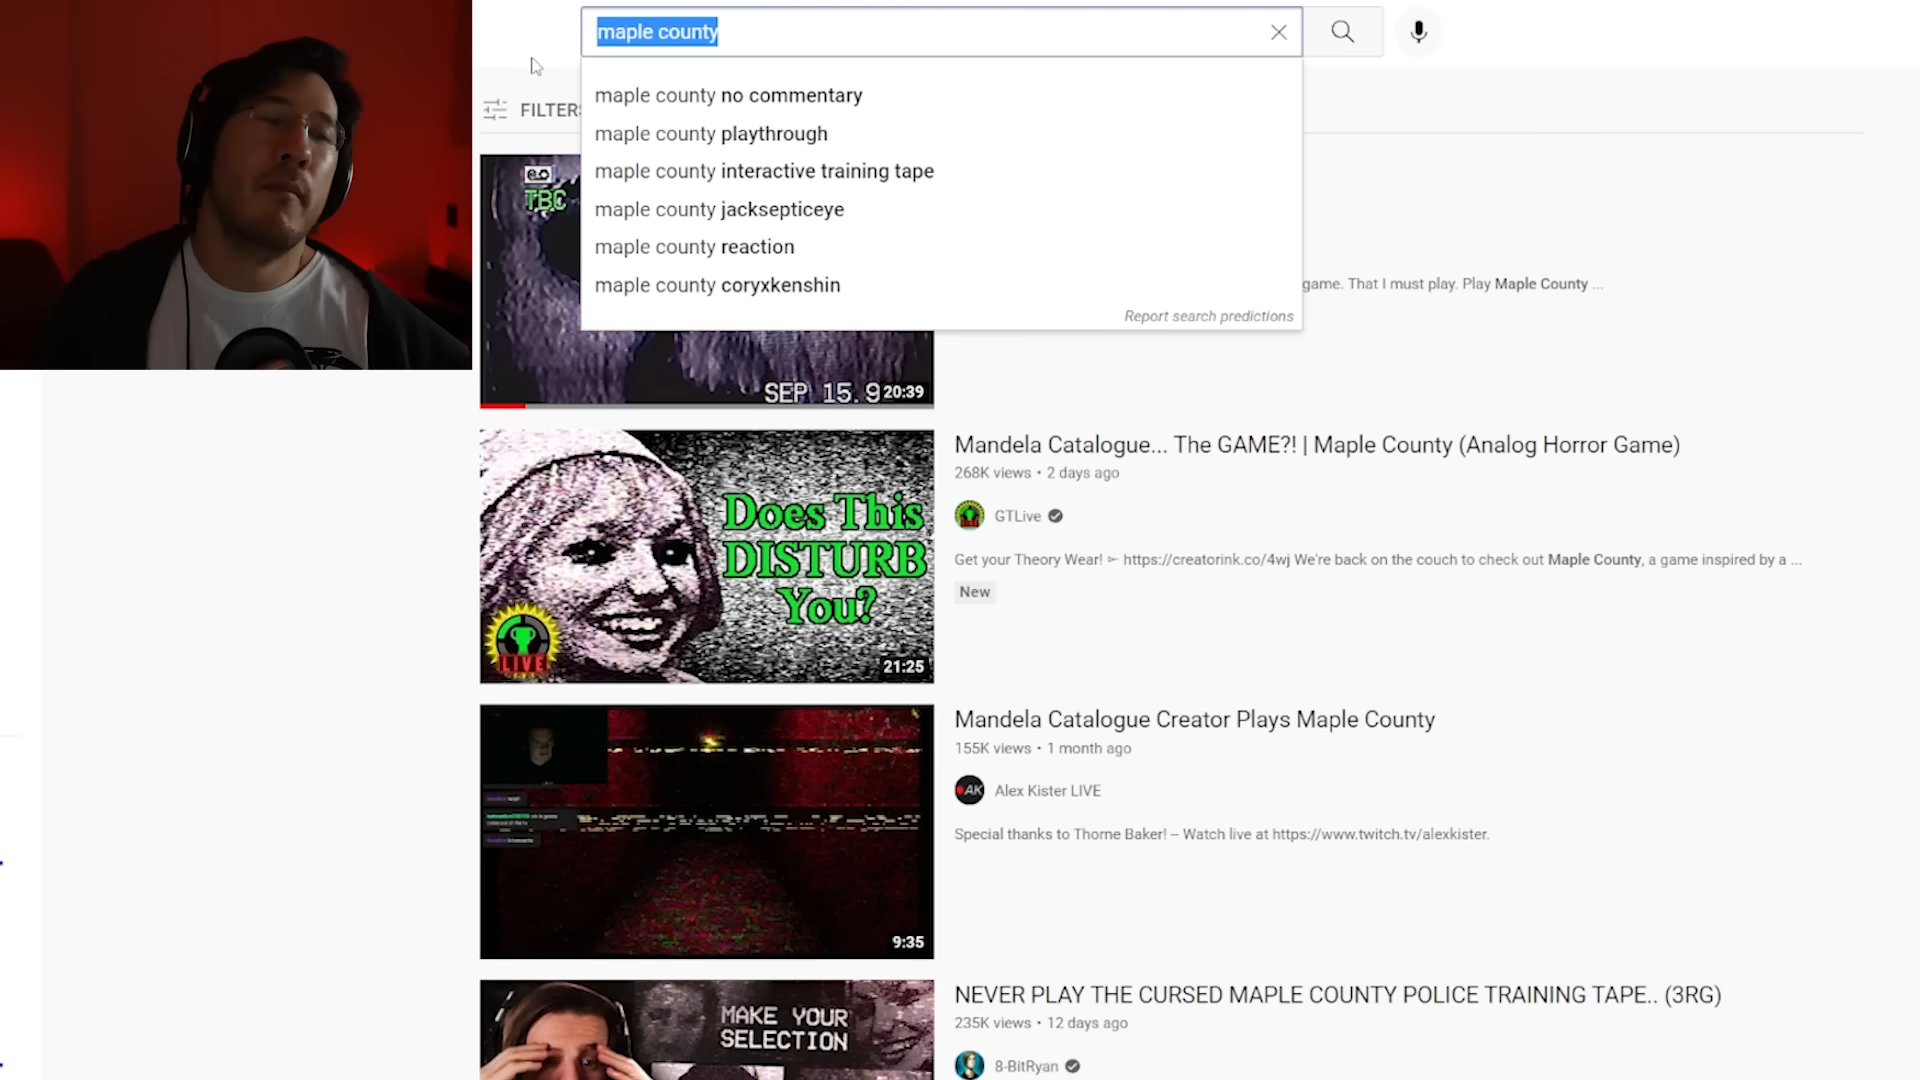 maple county
maple county no commentary
maple county playthrough
maple county interactive training tape
maple county jacksepticeye
maple county reaction
maple county coryxkenshin
Report search predictions
FILTERS
TBC
SEP 15.9
20:39
game. That I must play. Play Maple County ...
Does This
DISTURB
You?
LIVE
21:25
Mandela Catalogue... The GAME?! | Maple County (Analog Horror Game)
268K views • 2 days ago
GTLive
Get your Theory Wear! ➣ https://creatorink.co/4wj We're back on the couch to check out Maple County, a game inspired by a ...
New
9:35
Mandela Catalogue Creator Plays Maple County
155K views • 1 month ago
AK
Alex Kister LIVE
Special thanks to Thorne Baker! -- Watch live at https://www.twitch.tv/alexkister.
MAKE YOUR
SELECTION
NEVER PLAY THE CURSED MAPLE COUNTY POLICE TRAINING TAPE.. (3RG)
235K views • 12 days ago
8-BitRyan